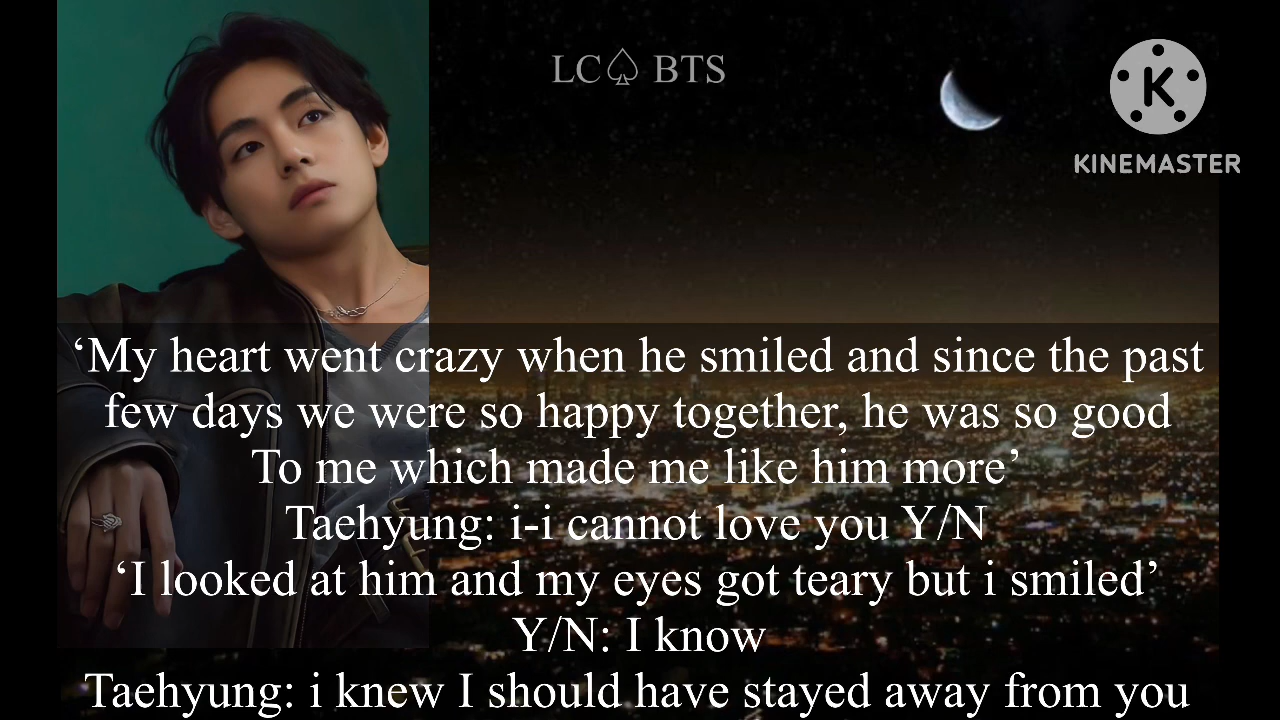 LC♤ BTS
K
KINEMASTER
‘My heart went crazy when he smiled and since the past
few days we were so happy together, he was so good
To me which made me like him more’
Taehyung: i-i cannot love you Y/N
‘I looked at him and my eyes got teary but i smiled’
Y/N: I know
Taehyung: i knew I should have stayed away from you